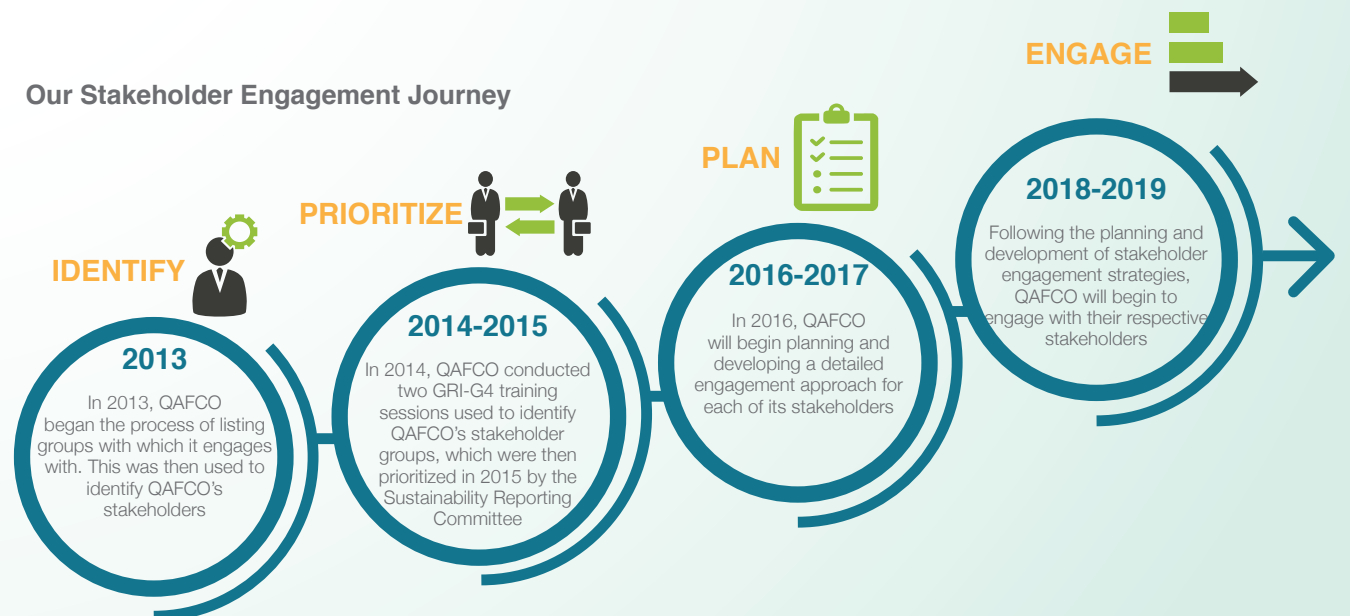 Our Stakeholder Engagement Journey
IDENTIFY
2013
In 2013, QAFCO
began the process of listing
groups with which it engages
with. This was then used to
identify QAFCO's
stakeholders
PRIORITIZE
2014-2015
In 2014, QAFCO conducted
two GRI-G4 training
sessions used to identify
QAFCO's stakeholder
groups, which were then
prioritized in 2015 by the
Sustainability Reporting
Committee
PLAN
2016-2017
In 2016, QAFCO
will begin planning and
developing a detailed
engagement approach for
each of its stakeholders
ENGAGE
2018-2019
Following the planning and
development of stakeholder
engagement strategies,
QAFCO will begin to
engage with their respective
stakeholders